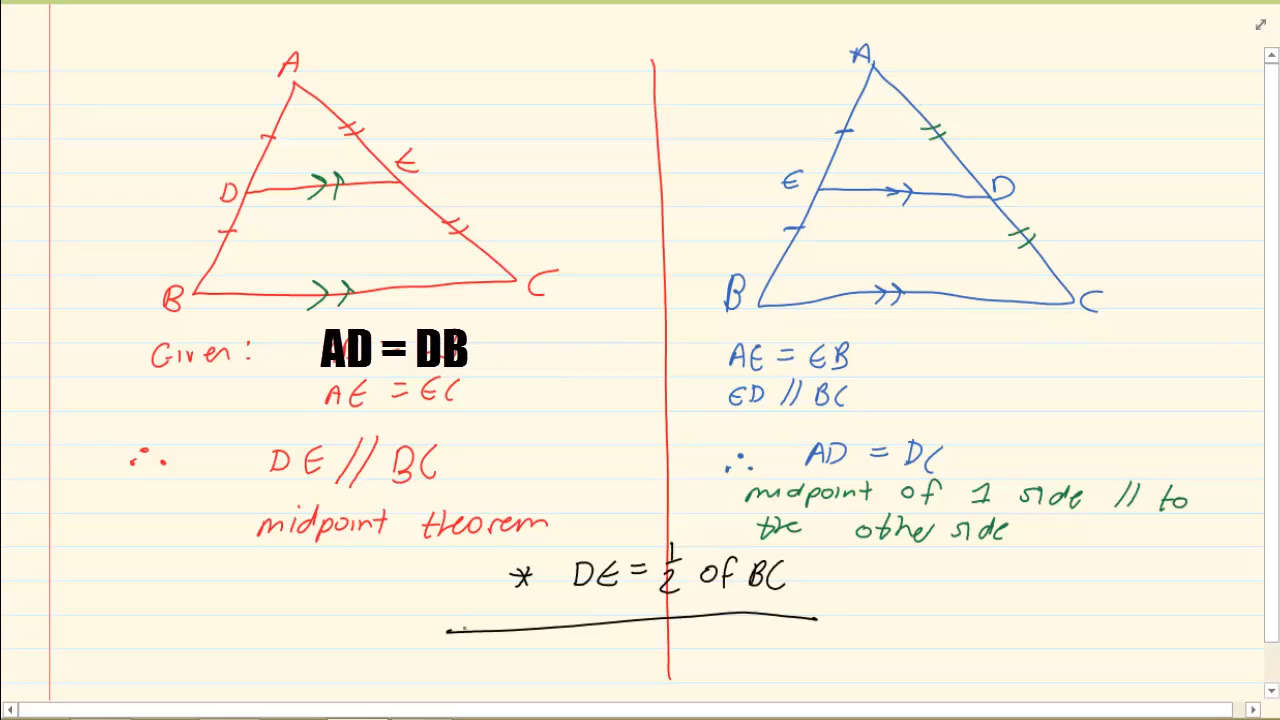 A
D
E
B
C
Given:
AD = DB
AE = EC
∴ DE // BC
midpoint theorem
A
E
D
B
C
AE = EB
ED // BC
∴ AD = DC
midpoint of 1 side // to
the other side
* DE = 1/2 of BC